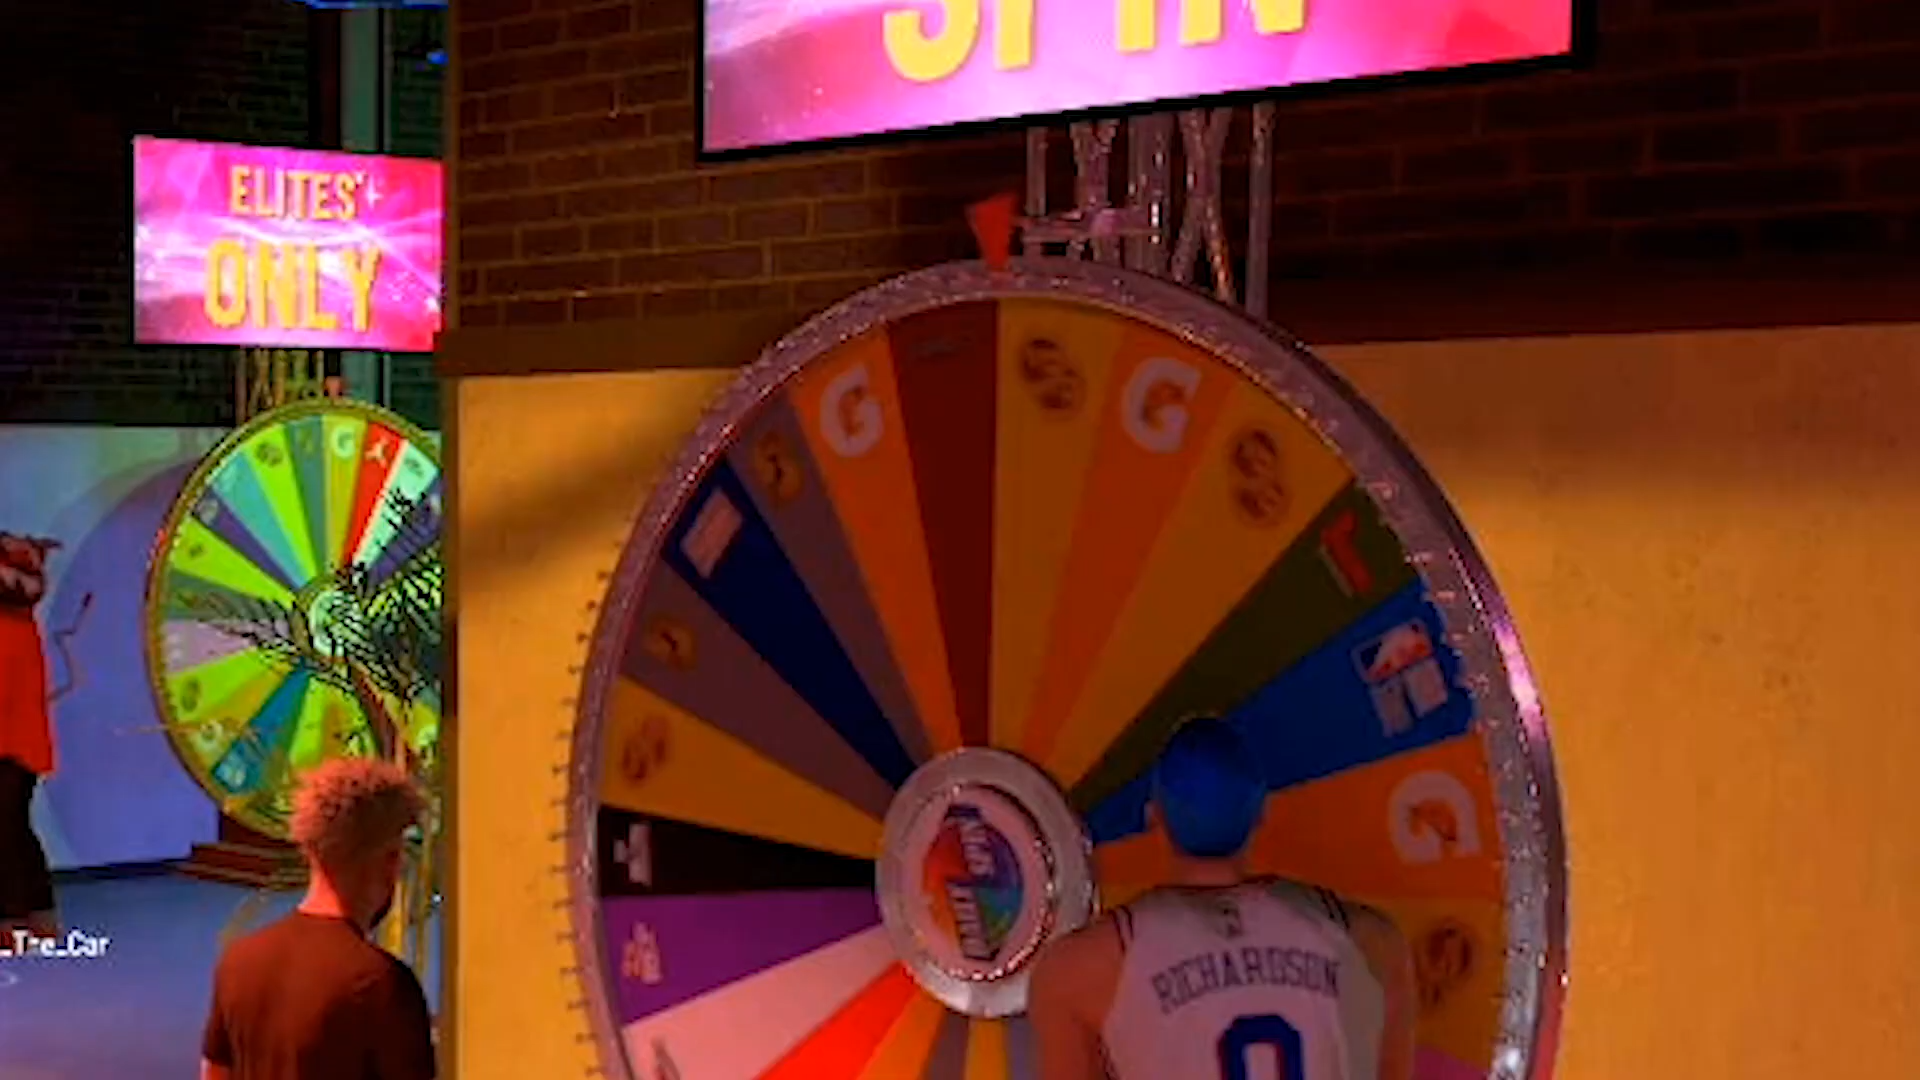 SPIN
ELITES'
ONLY
G
G
G
G
_The_Car
RICHARDSON
0